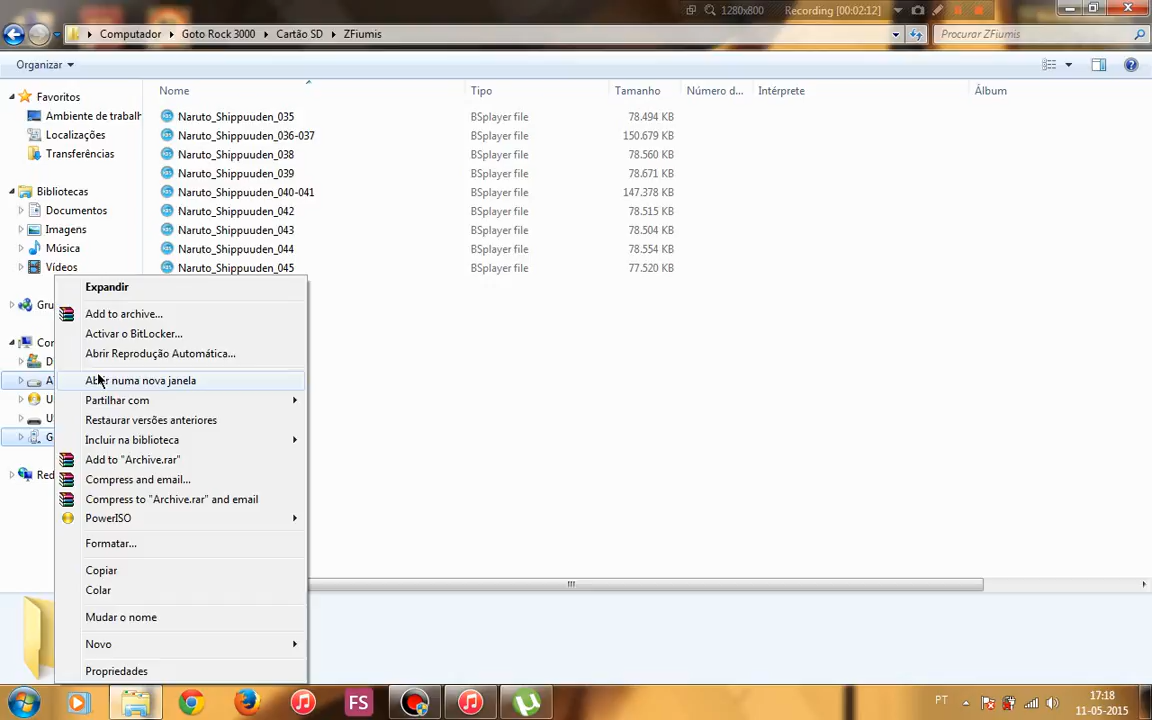 1280x800 Recording [00:02:12]
Computador Goto Rock 3000 Cartão SD ZFiumis Procurar ZFiumis
Organizar
Nome Tipo Tamanho Número d... Intérprete Álbum
Favoritos
Ambiente de trabalh
Localizações
Transferências
Bibliotecas
Documentos
Imagens
Música
Vídeos
Gru
Con
D
A
U
U
G
Red
Naruto_Shippuuden_035 BSplayer file 78.494 KB
Naruto_Shippuuden_036-037 BSplayer file 150.679 KB
Naruto_Shippuuden_038 BSplayer file 78.560 KB
Naruto_Shippuuden_039 BSplayer file 78.671 KB
Naruto_Shippuuden_040-041 BSplayer file 147.378 KB
Naruto_Shippuuden_042 BSplayer file 78.515 KB
Naruto_Shippuuden_043 BSplayer file 78.504 KB
Naruto_Shippuuden_044 BSplayer file 78.554 KB
Naruto_Shippuuden_045 BSplayer file 77.520 KB
Expandir
Add to archive...
Activar o BitLocker...
Abrir Reprodução Automática...
Abrir numa nova janela
Partilhar com
Restaurar versões anteriores
Incluir na biblioteca
Add to "Archive.rar"
Compress and email...
Compress to "Archive.rar" and email
PowerISO
Formatar...
Copiar
Colar
Mudar o nome
Novo
Propriedades
FS
PT
17:18
11-05-2015